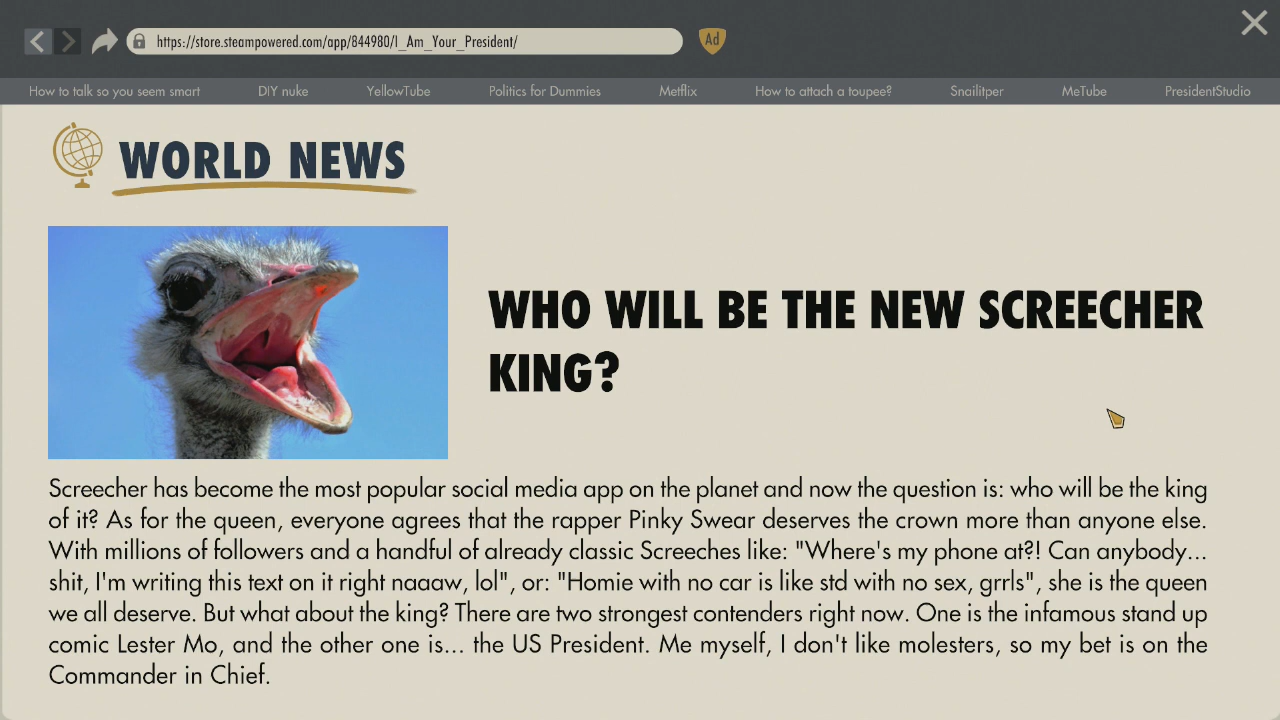 https://store.steampowered.com/app/844980/I_Am_Your_President/
Ad
How to talk so you seem smart DIY nuke YellowTube Politics for Dummies Metflix How to attach a toupee? Snailitper MeTube PresidentStudio
WORLD NEWS
WHO WILL BE THE NEW SCREECHER
KING?
Screecher has become the most popular social media app on the planet and now the question is: who will be the king
of it? As for the queen, everyone agrees that the rapper Pinky Swear deserves the crown more than anyone else.
With millions of followers and a handful of already classic Screeches like: "Where's my phone at?! Can anybody...
shit, I'm writing this text on it right naaaw, lol", or: "Homie with no car is like std with no sex, grrls", she is the queen
we all deserve. But what about the king? There are two strongest contenders right now. One is the infamous stand up
comic Lester Mo, and the other one is... the US President. Me myself, I don't like molesters, so my bet is on the
Commander in Chief.